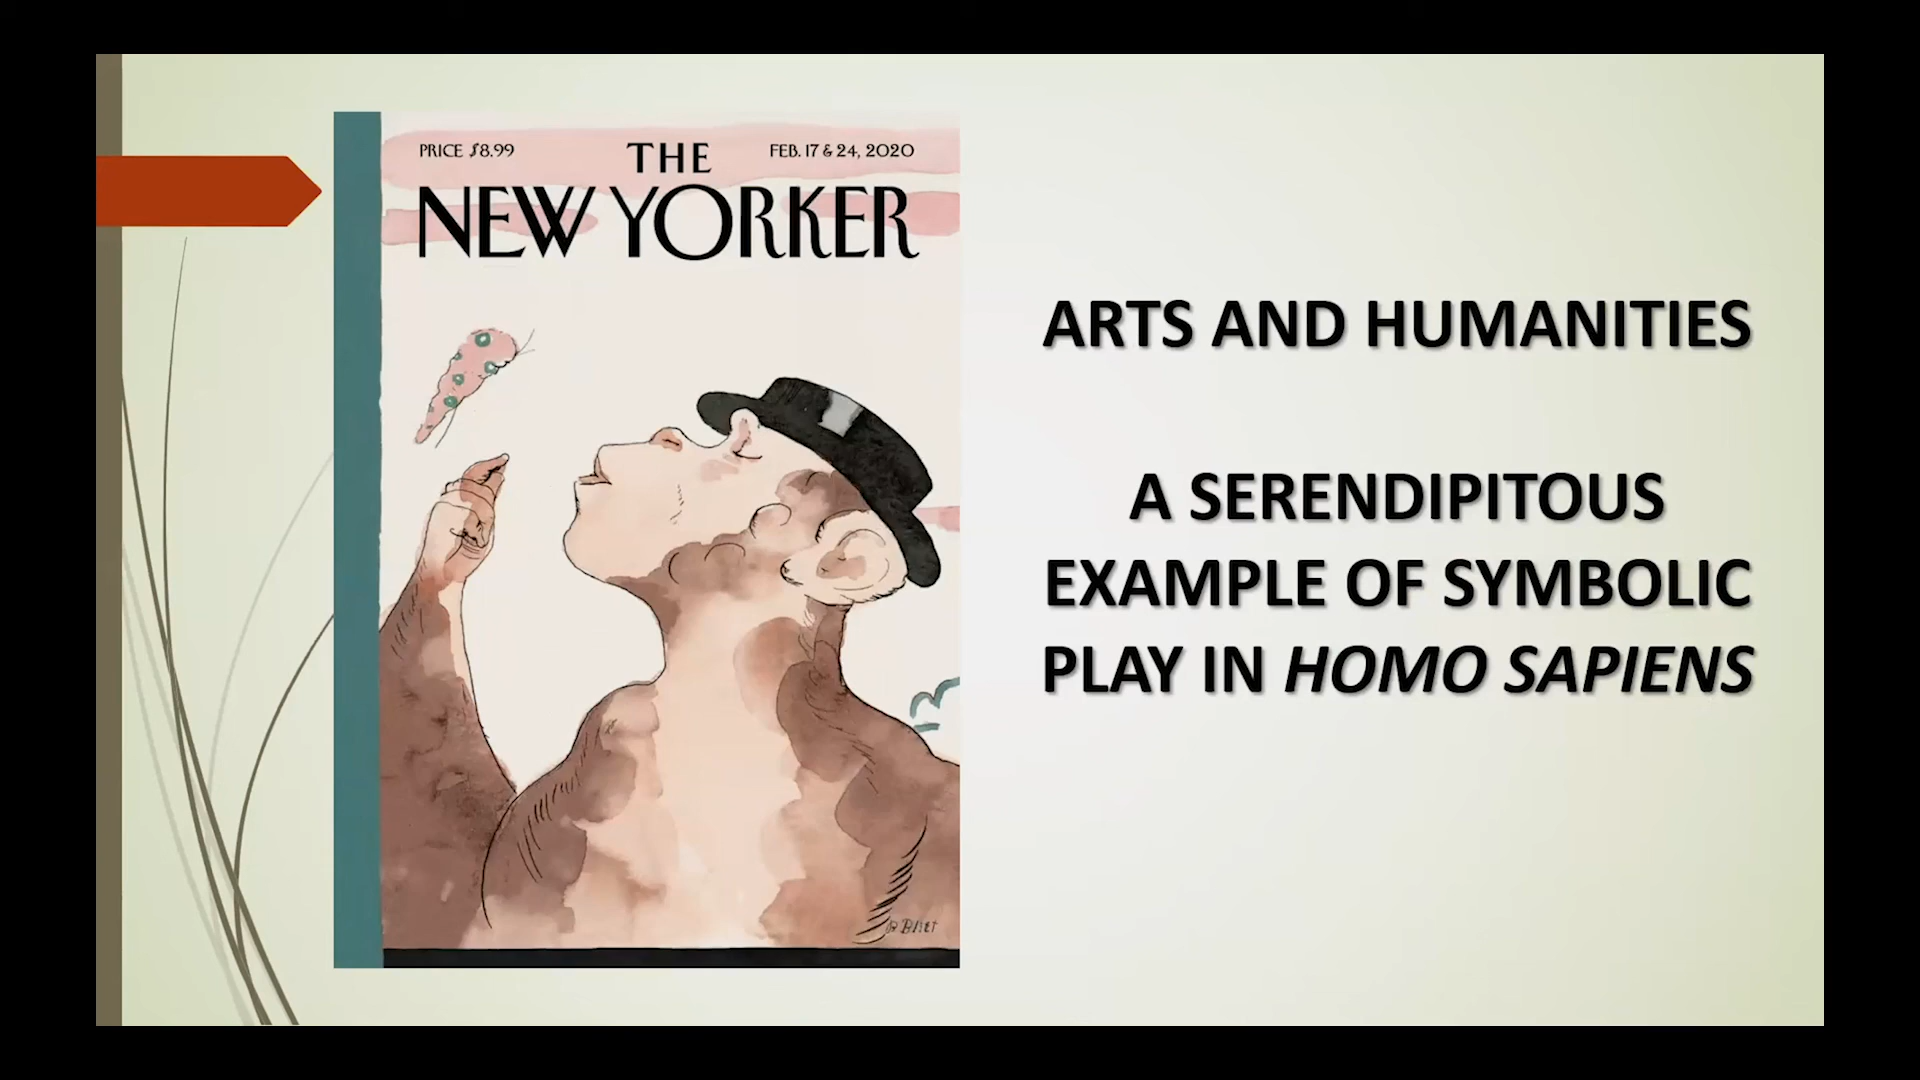 PRICE $8.99
THE
FEB. 17 & 24, 2020
NEW YORKER
ARTS AND HUMANITIES
A SERENDIPITOUS
EXAMPLE OF SYMBOLIC
PLAY IN HOMO SAPIENS